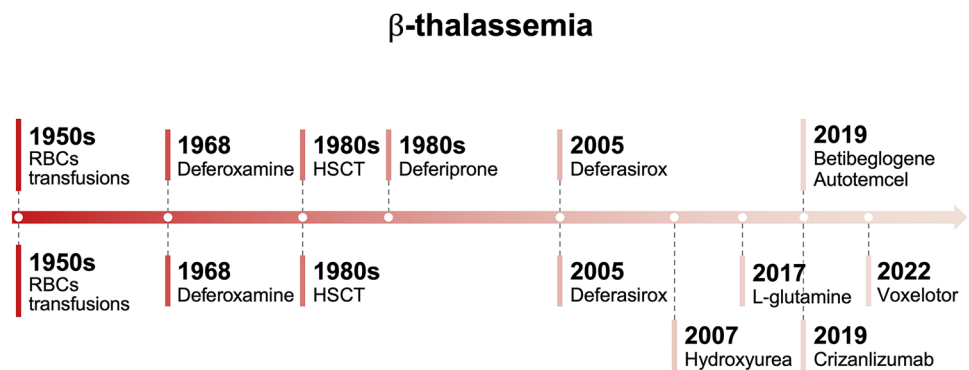 β-thalassemia
1950s
RBCs
transfusions
1968
Deferoxamine
1980s
HSCT
1980s
Deferiprone
2005
Deferasirox
2019
Betibeglogene
Autotemcel
1950s
RBCs
transfusions
1968
Deferoxamine
1980s
HSCT
2005
Deferasirox
2007
Hydroxyurea
2017
L-glutamine
2019
Crizanlizumab
2022
Voxelotor